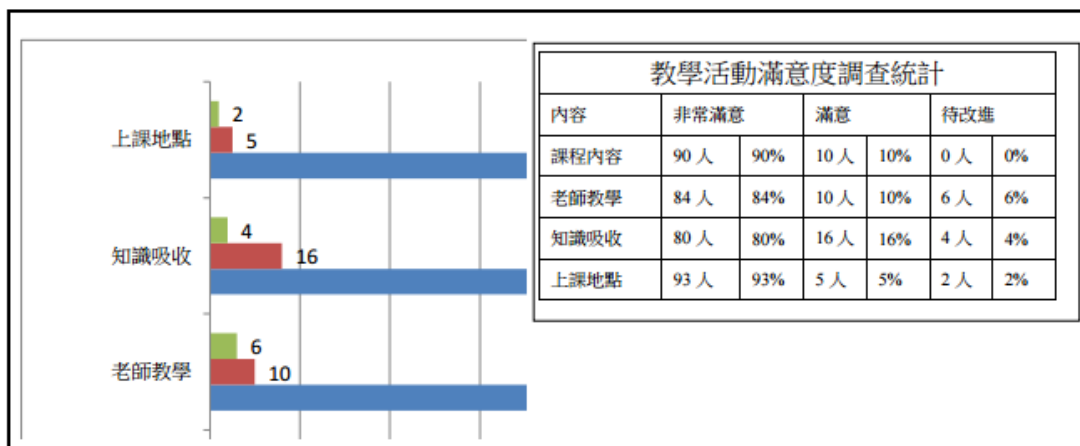 上課地點
2
5
知識吸收
4
16
老師教學
6
10
教學活動滿意度調查統計
內容 非常滿意 滿意 待改進
課程內容 90 人 90% 10 人 10% 0 人 0%
老師教學 84 人 84% 10 人 10% 6 人 6%
知識吸收 80 人 80% 16 人 16% 4 人 4%
上課地點 93 人 93% 5 人 5% 2 人 2%